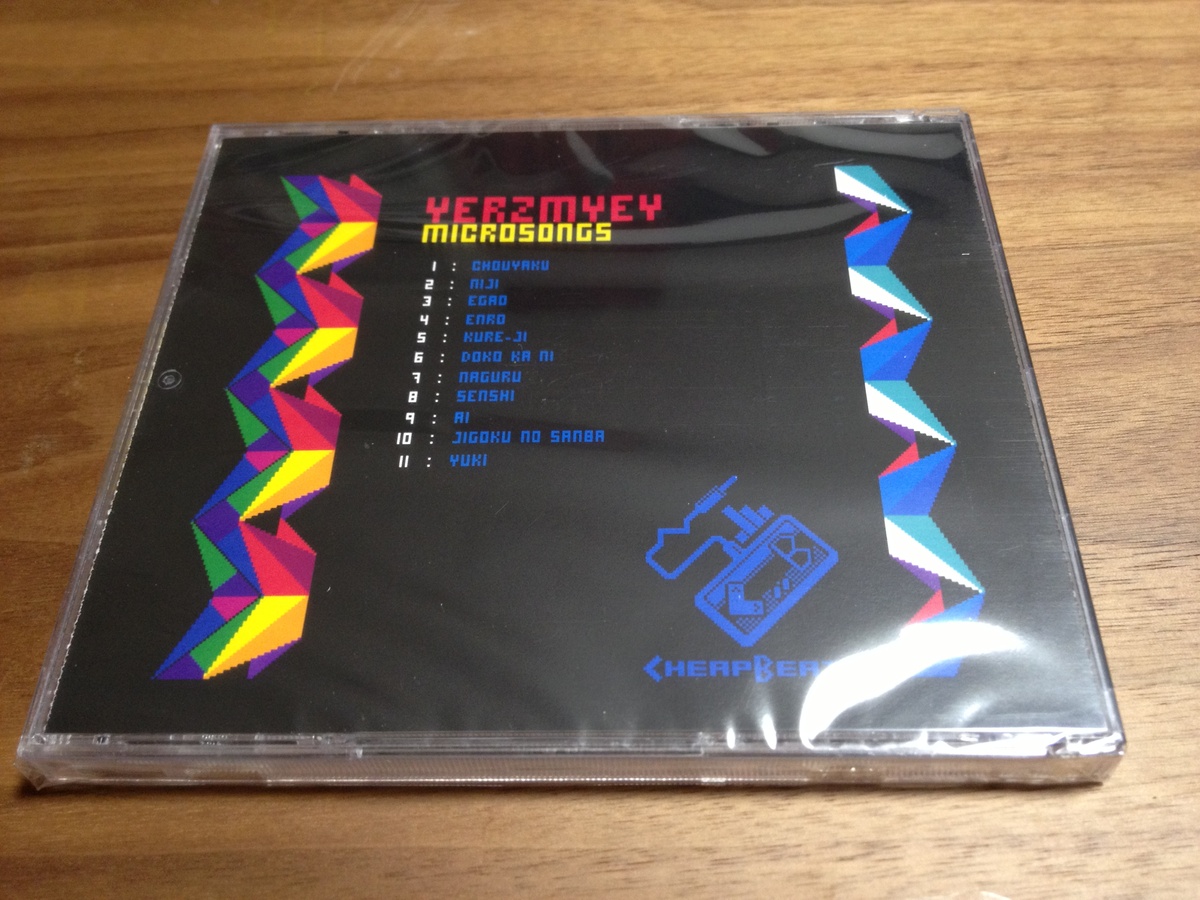 YERZMYEY
MICROSONGS
1 : CHOUYAKU
2 : NIJI
3 : EGAO
4 : ENRO
5 : KURE-JI
6 : DOKO KA NI
7 : NAGURU
8 : SENSHI
9 : AI
10 : JIGOKU NO SANBA
11 : YUKI